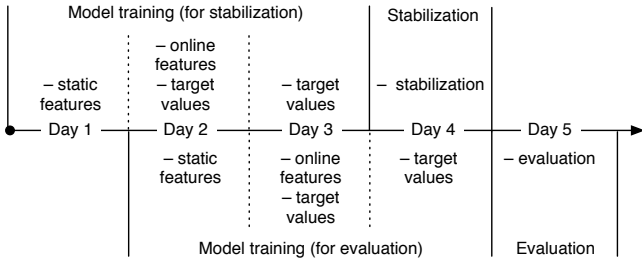 Model training (for stabilization)
Stabilization
– static
features
– online
features
– target
values
– target
values
– stabilization
Day 1
Day 2
Day 3
Day 4
Day 5
– static
features
– online
features
– target
values
– target
values
– evaluation
Model training (for evaluation)
Evaluation